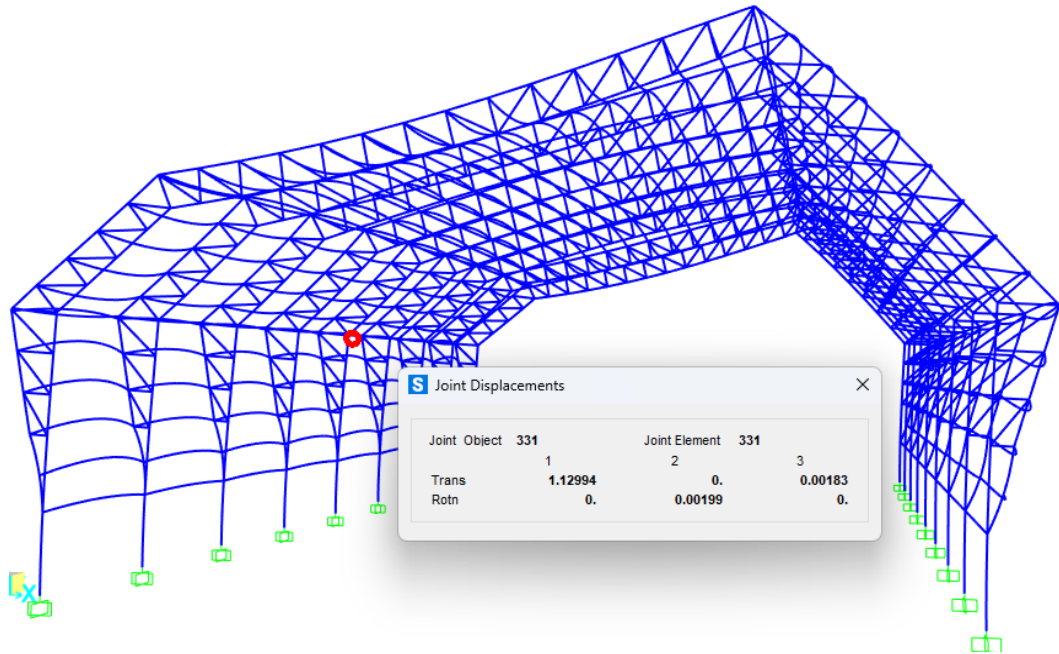 S Joint Displacements
Joint Object 331 Joint Element 331
1 2 3
Trans 1.12994 0. 0.00183
Rotn 0. 0.00199 0.
X